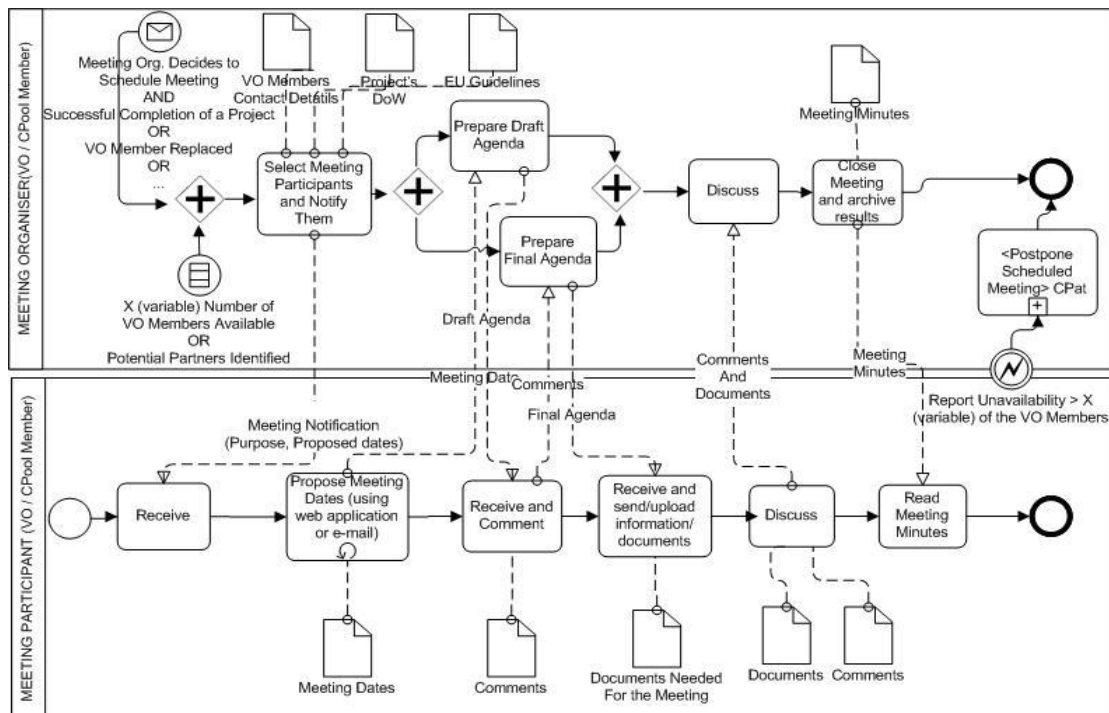 MEETING ORGANISER(VO / CPool Member)
Meeting Org. Decides to
Schedule Meeting
AND
Successful Completion of a Project
OR
VO Member Replaced
OR
...
VO Members
Contact Detatils
Project's
DoW
EU Guidelines
Select Meeting
Participants
and Notify
Them
Prepare Draft
Agenda
Prepare
Final Agenda
Discuss
Meeting Minutes
Close
Meeting
and archive
results
<Postpone
Scheduled
Meeting> CPat
X (variable) Number of
VO Members Available
OR
Potential Partners Identified
Draft Agenda
Meeting Date
Comments
Final Agenda
Comments
And
Documents
Meeting
Minutes
Report Unavailability > X
(variable) of the VO Members
MEETING PARTICIPANT (VO / CPool Member)
Meeting Notification
(Purpose, Proposed dates)
Receive
Propose Meeting
Dates (using
web application
or e-mail)
Receive and
Comment
Receive and
send/upload
information/
documents
Discuss
Read
Meeting
Minutes
Meeting Dates
Comments
Documents Needed
For the Meeting
Documents
Comments